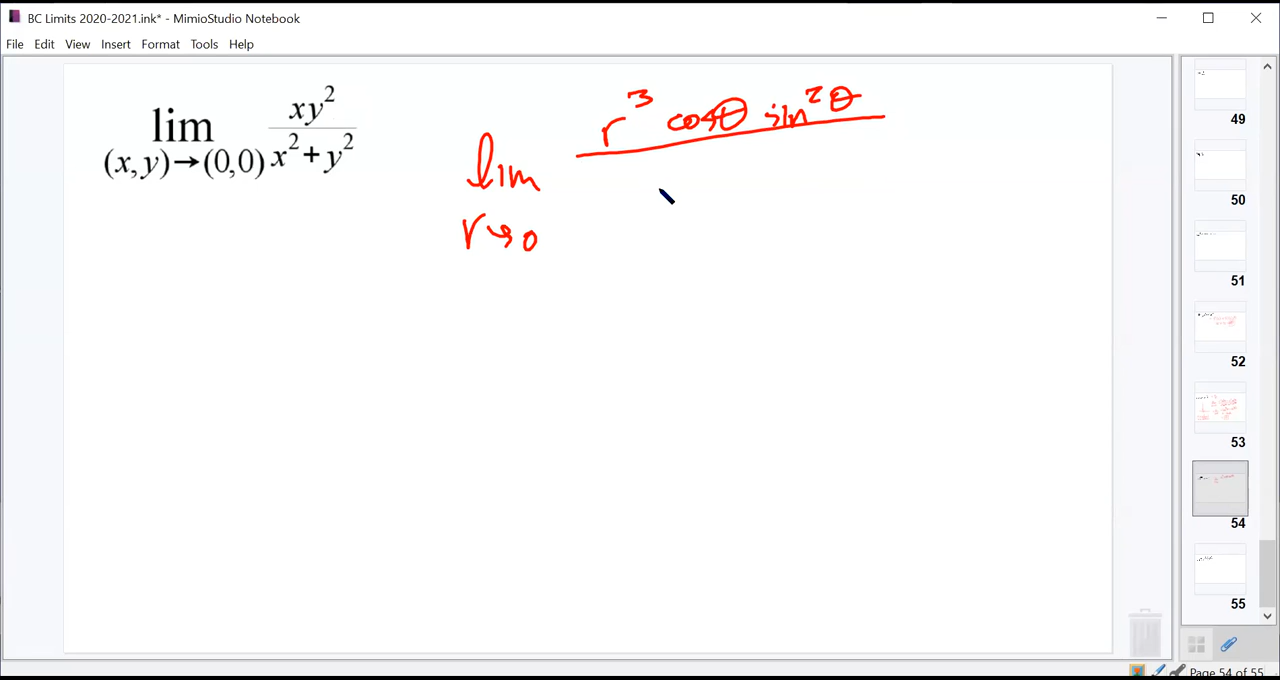 BC Limits 2020-2021.ink* - MimioStudio Notebook
File Edit View Insert Format Tools Help
lim (x,y)→(0,0) xy²/(x²+y²)
lim r→0 r³ cosθ sin²θ
49
50
51
52
53
54
55
Page 54 of 55